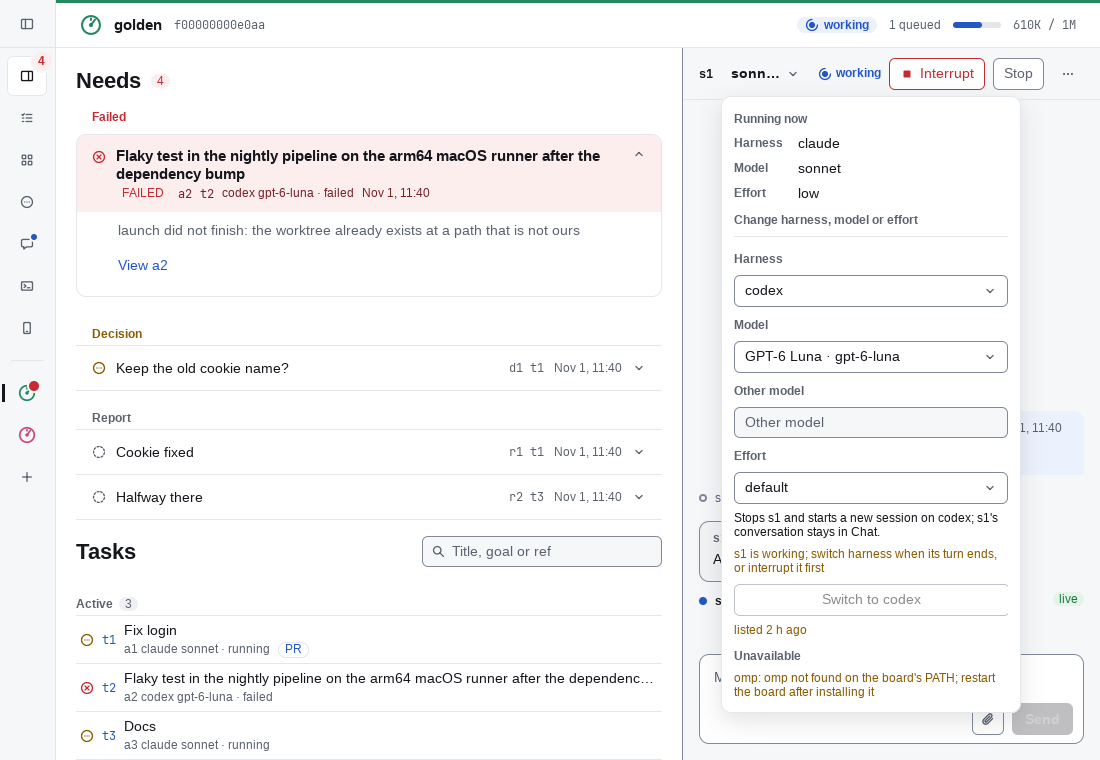 golden f00000000e0aa
working 1 queued 610K / 1M
4
Needs 4
Failed
Flaky test in the nightly pipeline on the arm64 macOS runner after the
dependency bump
FAILED a2 t2 codex gpt-6-luna · failed Nov 1, 11:40
launch did not finish: the worktree already exists at a path that is not ours
View a2
Decision
Keep the old cookie name? d1 t1 Nov 1, 11:40
Report
Cookie fixed r1 t1 Nov 1, 11:40
Halfway there r2 t3 Nov 1, 11:40
Tasks
Title, goal or ref
Active 3
t1 Fix login
a1 claude sonnet · running PR
t2 Flaky test in the nightly pipeline on the arm64 macOS runner after the dependenc…
a2 codex gpt-6-luna · failed
t3 Docs
a3 claude sonnet · running
s1 sonn… working Interrupt Stop
Running now
Harness claude
Model sonnet
Effort low
Change harness, model or effort
Harness
codex
Model
GPT-6 Luna · gpt-6-luna
Other model
Other model
Effort
default
Stops s1 and starts a new session on codex; s1's
conversation stays in Chat.
s1 is working; switch harness when its turn ends,
or interrupt it first
Switch to codex
listed 2 h ago
Unavailable
omp: omp not found on the board's PATH; restart
the board after installing it
11:40
live
Send